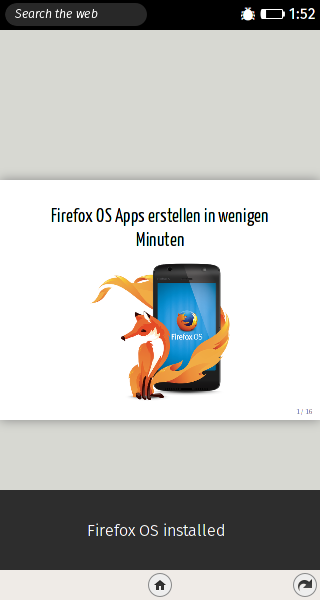 Search the web
1:52
Firefox OS Apps erstellen in wenigen
Minuten
Firefox OS
1 / 16
Firefox OS installed